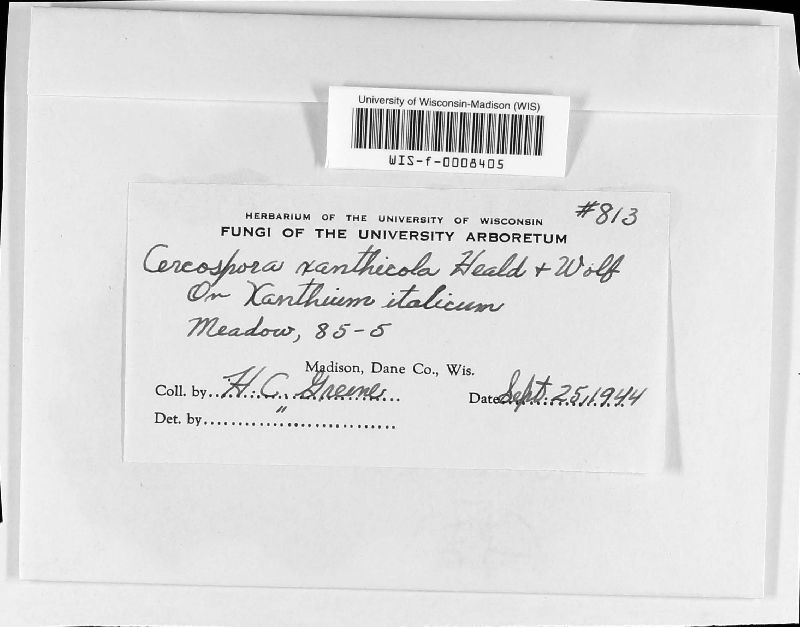 University of Wisconsin-Madison (WIS)
WIS-f-0008405
#813
HERBARIUM OF THE UNIVERSITY OF WISCONSIN
FUNGI OF THE UNIVERSITY ARBORETUM
Cercospora xanthicola Heald + Wolf
On Xanthium italicum
Meadow, 85-5
Madison, Dane Co., Wis.
Coll. by H. C. Greene Date Sept. 25, 1944
Det. by "